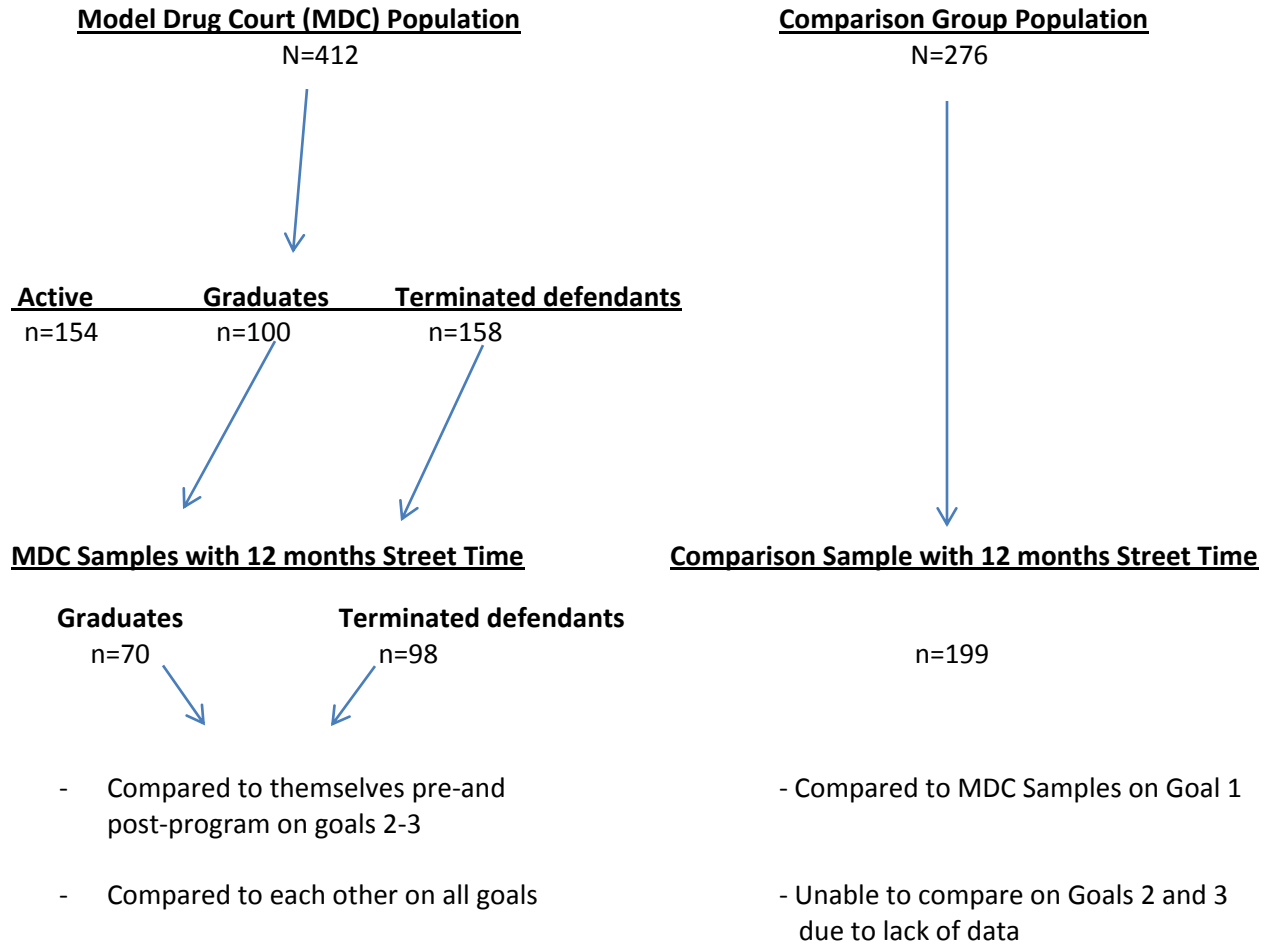 Model Drug Court (MDC) Population
N=412
Comparison Group Population
N=276
Active Graduates Terminated defendants
n=154 n=100 n=158
MDC Samples with 12 months Street Time
Graduates Terminated defendants
n=70 n=98
- Compared to themselves pre-and
post-program on goals 2-3
- Compared to each other on all goals
Comparison Sample with 12 months Street Time
n=199
- Compared to MDC Samples on Goal 1
- Unable to compare on Goals 2 and 3
due to lack of data